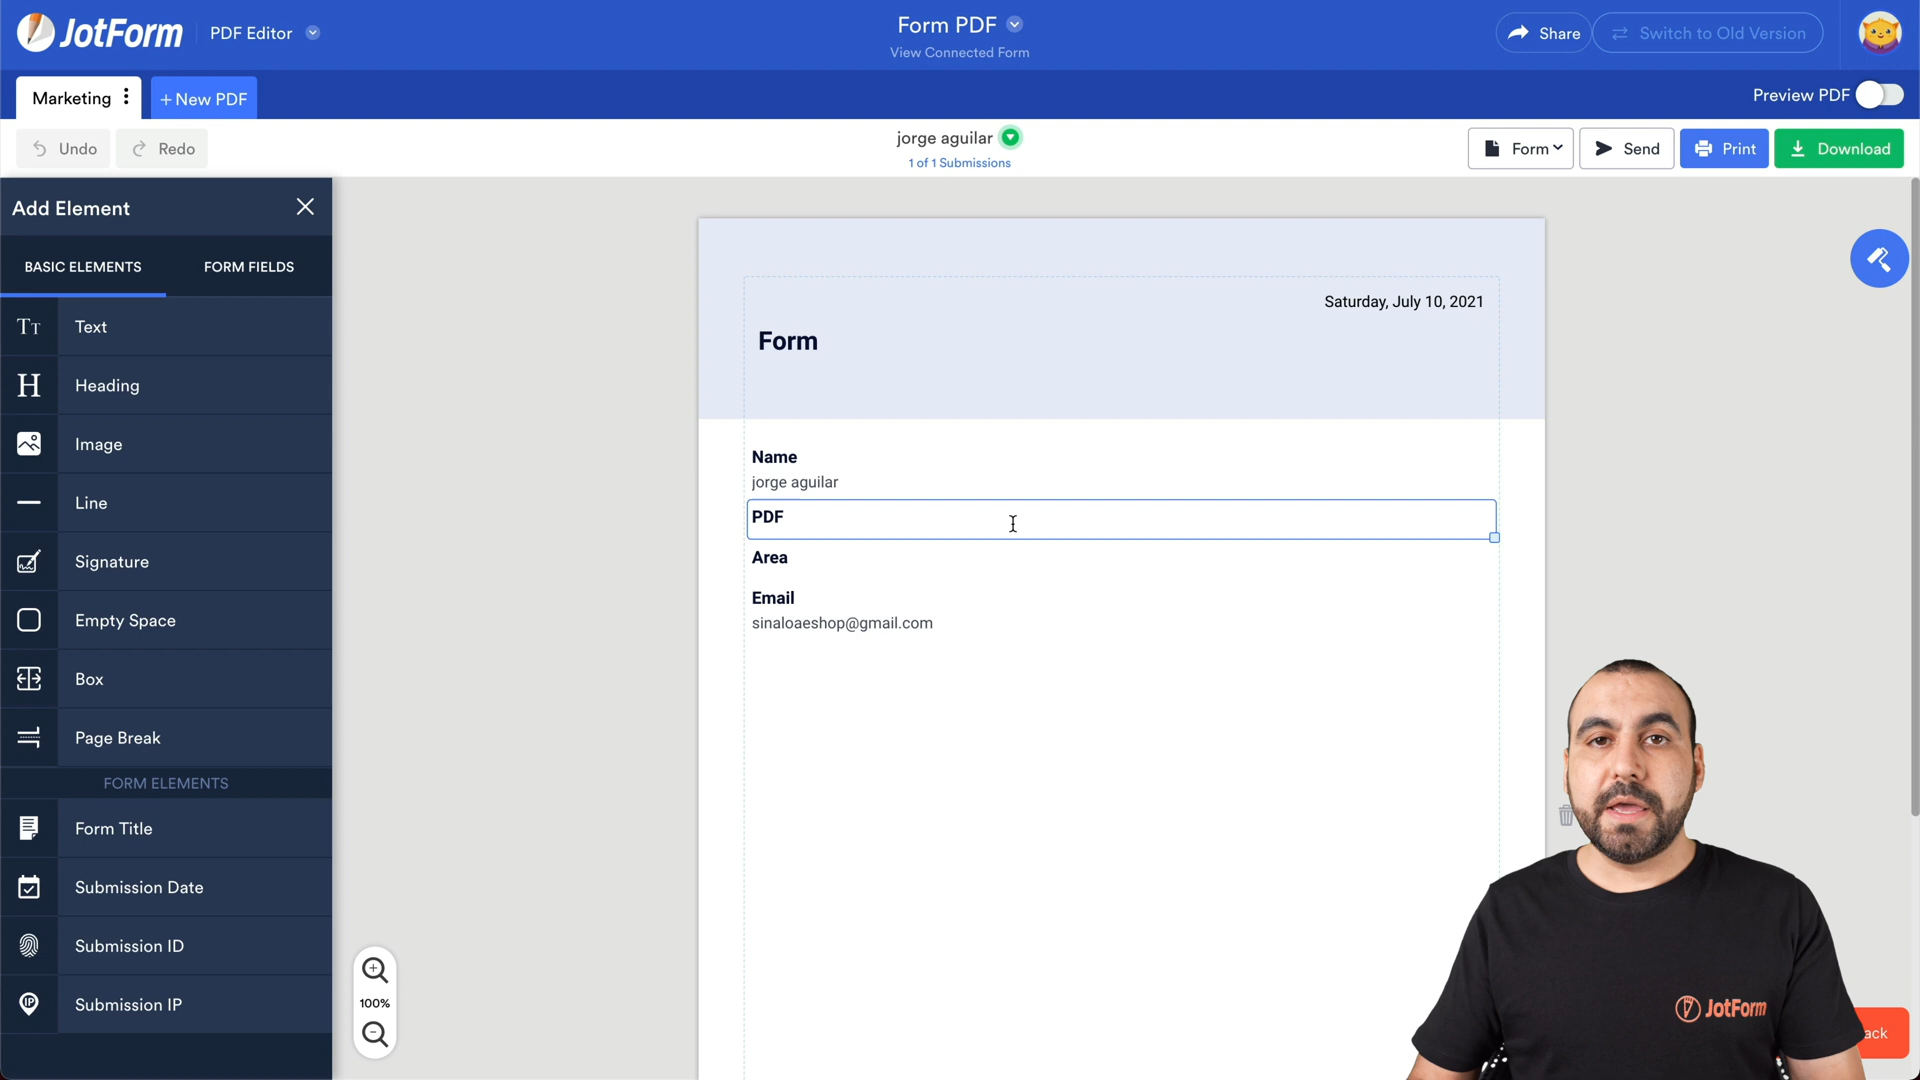 JotForm
PDF Editor
Form PDF
View Connected Form
Share
Switch to Old Version
Marketing
+ New PDF
Preview PDF
Undo
Redo
jorge aguilar
1 of 1 Submissions
Form
Send
Print
Download
Add Element
BASIC ELEMENTS
FORM FIELDS
Tт Text
H Heading
Image
Line
Signature
Empty Space
Box
Page Break
FORM ELEMENTS
Form Title
Submission Date
Submission ID
IP Submission IP
100%
Saturday, July 10, 2021
Form
Name
jorge aguilar
PDF
Area
Email
sinaloaeshop@gmail.com
JotForm
ack